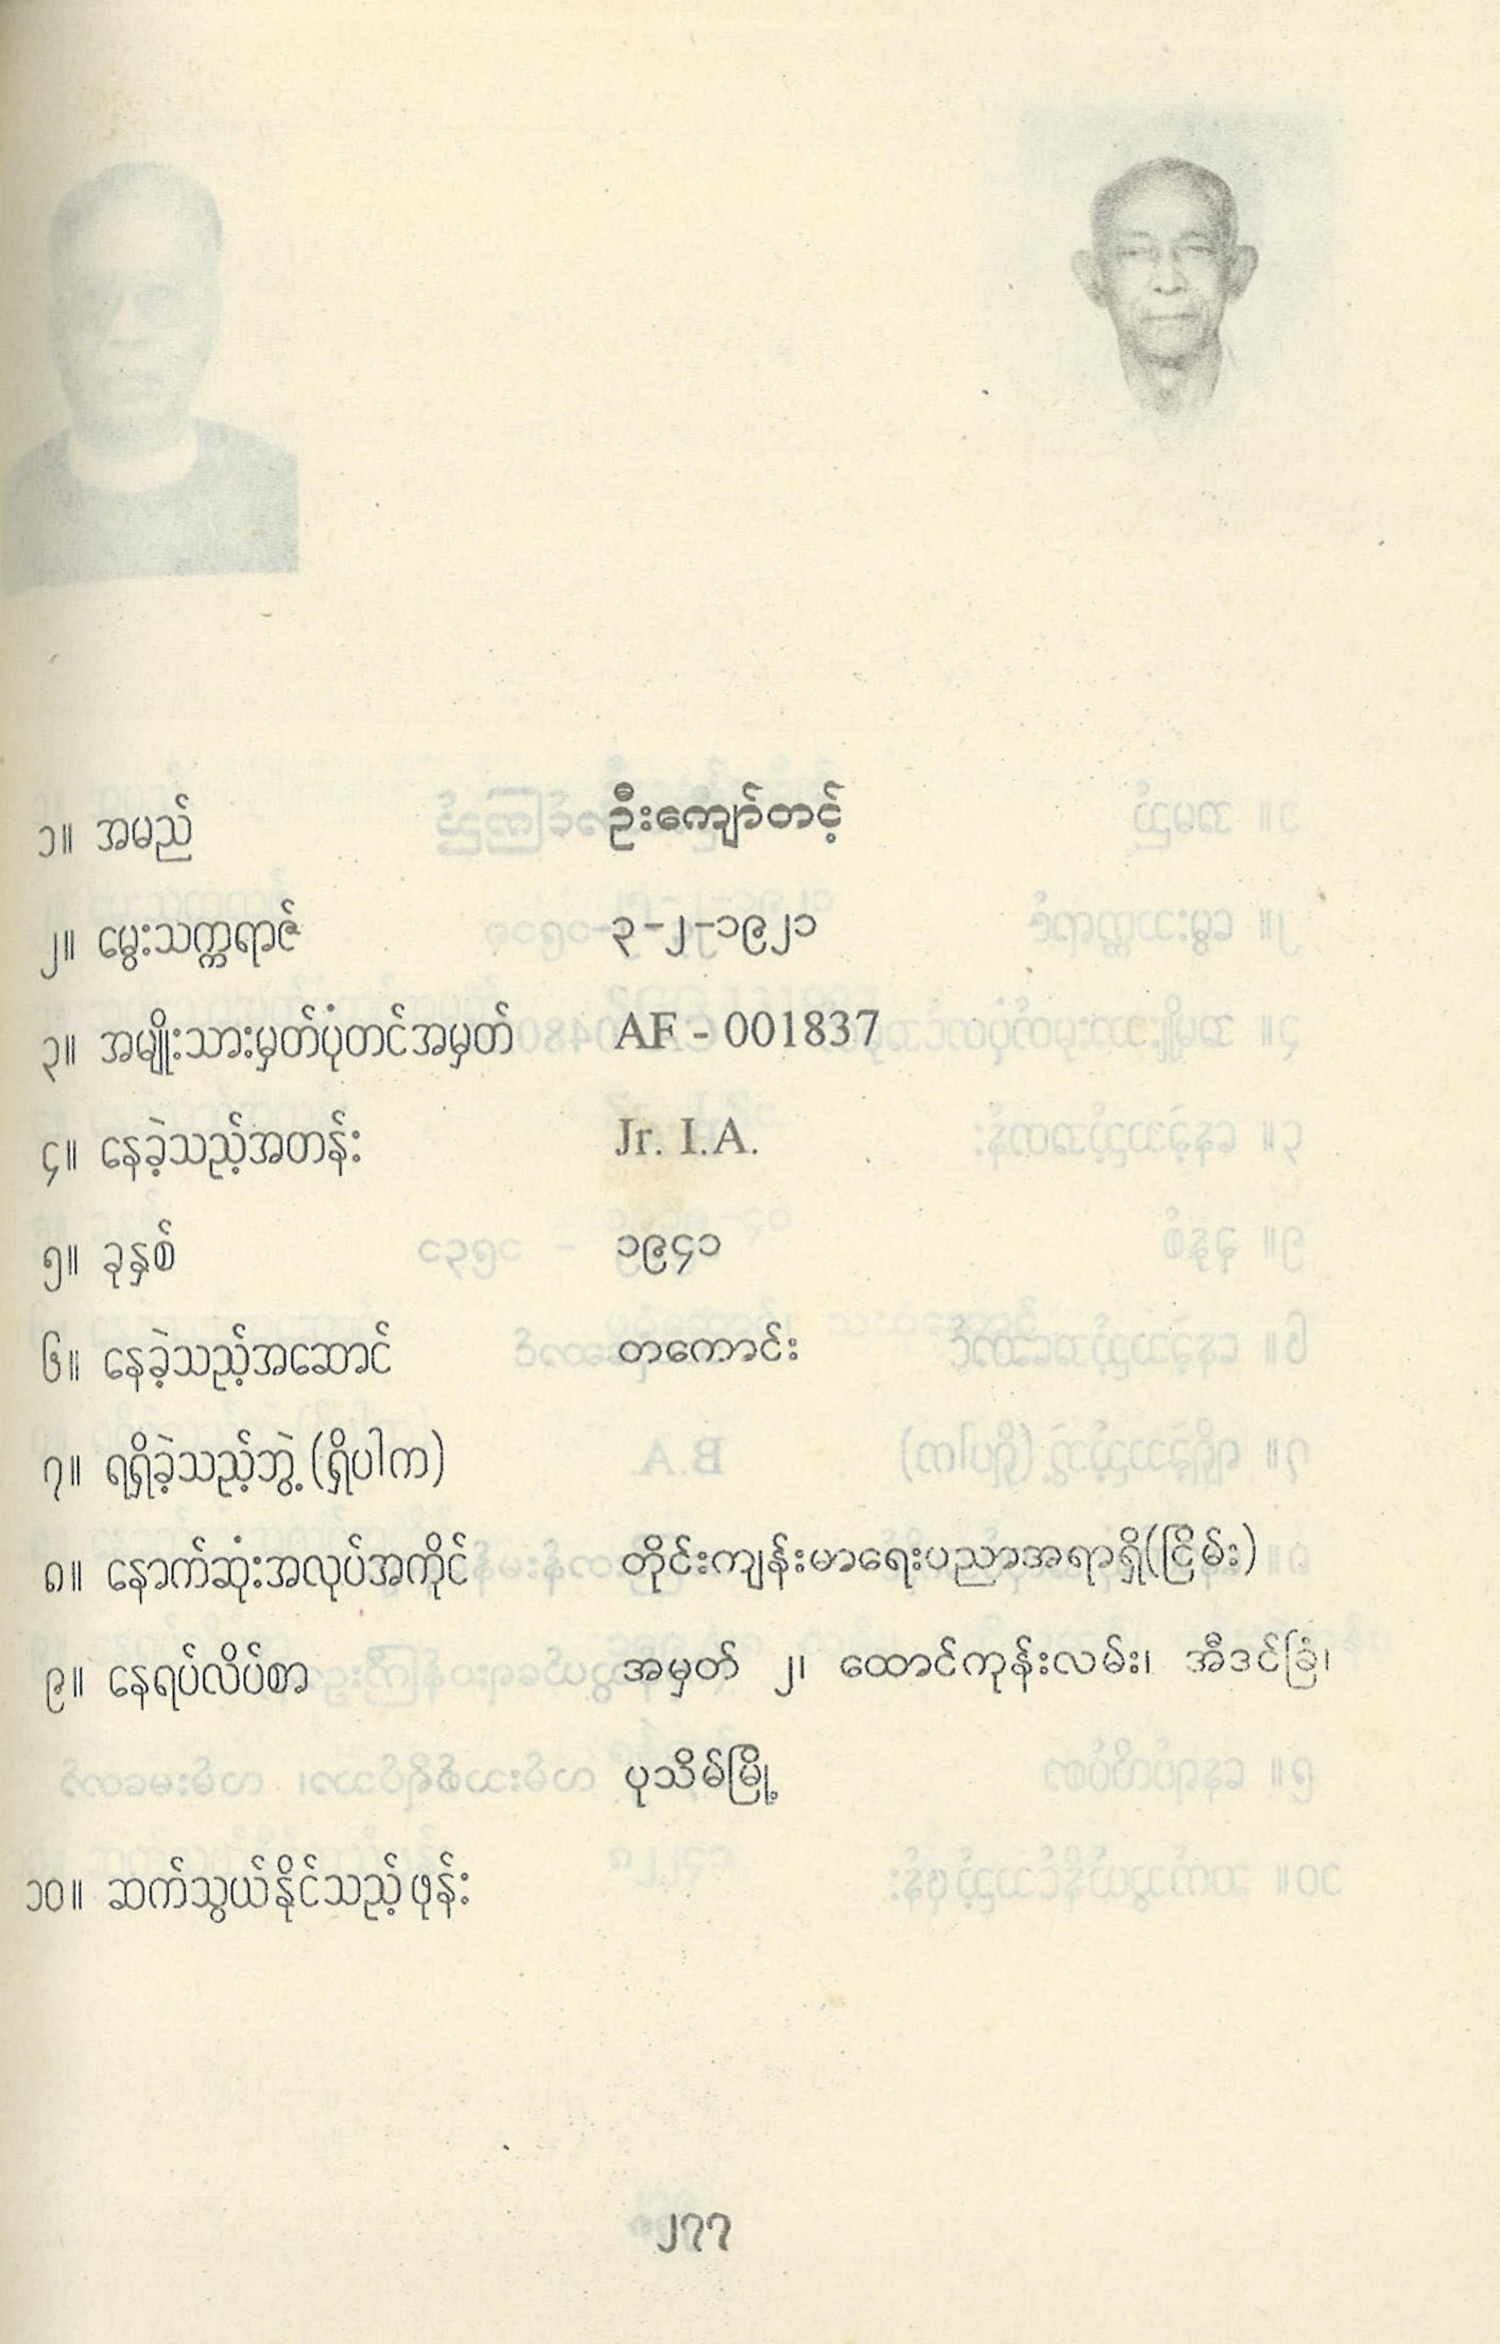 ၁။ အမည် ဦးကျော်တင့်
၂။ မွေးသက္ကရာဇ် ၃-၂-၁၉၂၁
၃။ အမျိုးသားမှတ်ပုံတင်အမှတ် AF - 001837
၄။ နေခဲ့သည့်အတန်း Jr. I.A.
၅။ ခုနှစ် ၁၉၄၁
၆။ နေခဲ့သည့်အဆောင် တကောင်း
၇။ ရရှိခဲ့သည့်ဘွဲ့ (ရှိပါက)
၈။ နောက်ဆုံးအလုပ်အကိုင် တိုင်းကျန်းမာရေးပညာအရာရှိ(ငြိမ်း)
၉။ နေရပ်လိပ်စာ အမှတ် ၂၊ ထောင်ကုန်းလမ်း၊ အီဒင်ခြံ၊
ပုသိမ်မြို့
၁၀။ ဆက်သွယ်နိုင်သည့်ဖုန်း
၂၇၇